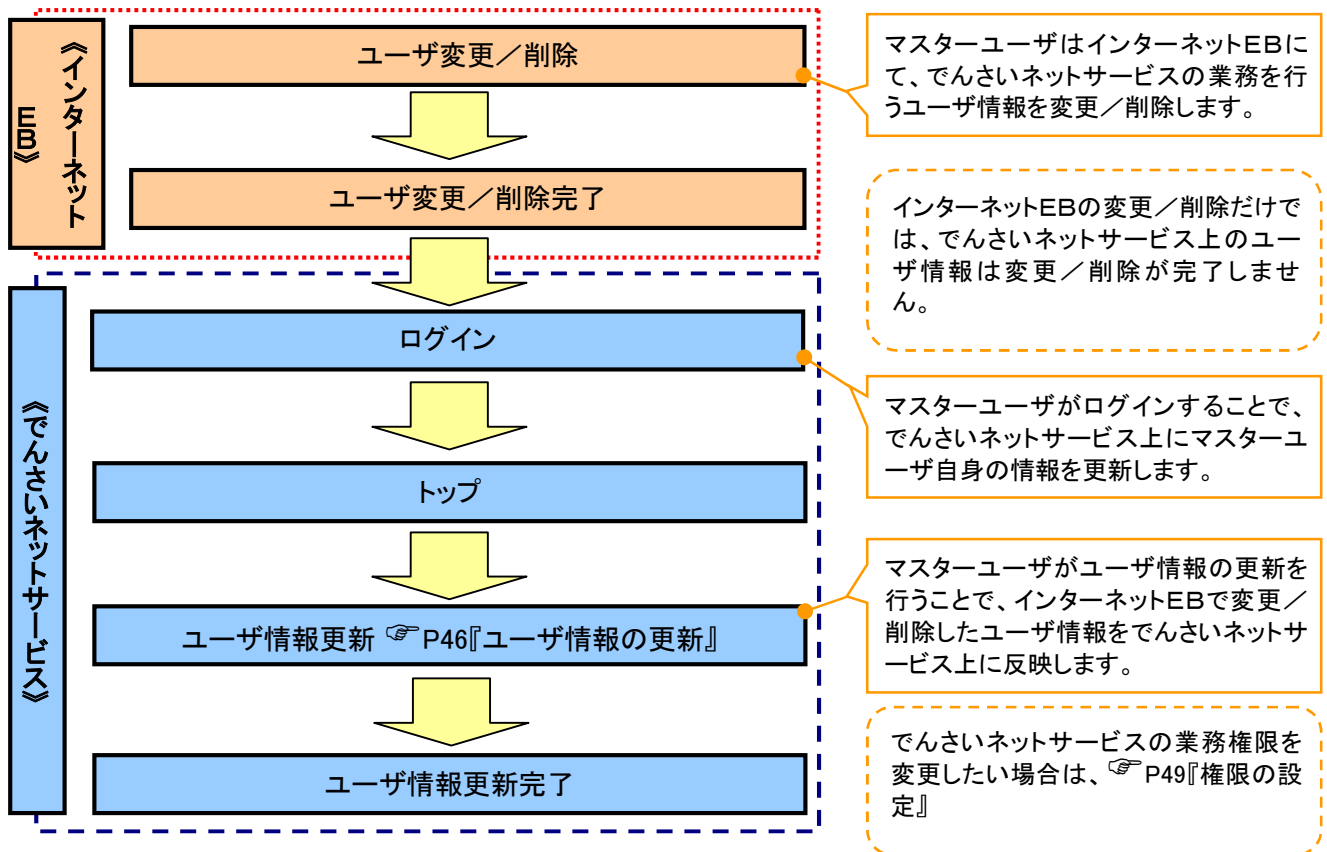 《インターネット
EB》
ユーザ変更／削除
マスターユーザはインターネットEBに
て、でんさいネットサービスの業務を行
うユーザ情報を変更／削除します。
ユーザ変更／削除完了
インターネットEBの変更／削除だけで
は、でんさいネットサービス上のユー
ザ情報は変更／削除が完了しませ
ん。
《でんさいネットサービス》
ログイン
マスターユーザがログインすることで、
でんさいネットサービス上にマスターユ
ーザ自身の情報を更新します。
トップ
ユーザ情報更新 ☞P46『ユーザ情報の更新』
マスターユーザがユーザ情報の更新を
行うことで、インターネットEBで変更／
削除したユーザ情報をでんさいネットサ
ービス上に反映します。
ユーザ情報更新完了
でんさいネットサービスの業務権限を
変更したい場合は、☞P49『権限の設
定』